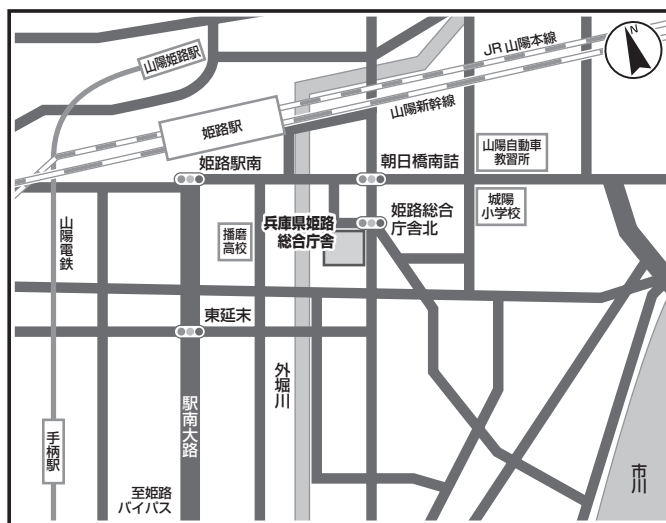 N
JR 山陽本線
山陽姫路駅
山陽新幹線
姫路駅
姫路駅南
朝日橋南詰
山陽自動車
教習所
城陽
小学校
兵庫県姫路
総合庁舎
姫路総合
庁舎北
播磨
高校
山陽電鉄
東延末
外堀川
駅南大路
手柄駅
至姫路
バイパス
市川